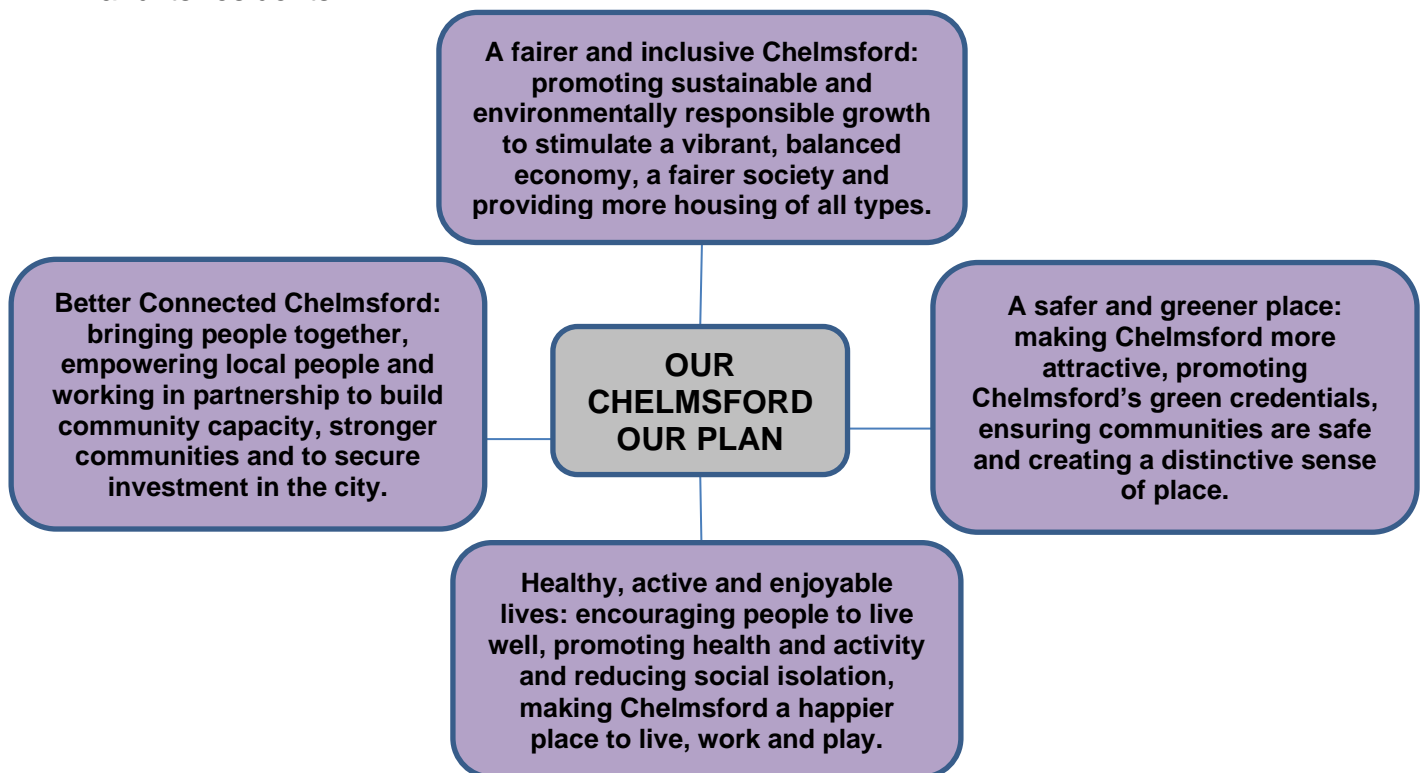 A fairer and inclusive Chelmsford:
promoting sustainable and
environmentally responsible growth
to stimulate a vibrant, balanced
economy, a fairer society and
providing more housing of all types.
Better Connected Chelmsford:
bringing people together,
empowering local people and
working in partnership to build
community capacity, stronger
communities and to secure
investment in the city.
OUR
CHELMSFORD
OUR PLAN
A safer and greener place:
making Chelmsford more
attractive, promoting
Chelmsford’s green credentials,
ensuring communities are safe
and creating a distinctive sense
of place.
Healthy, active and enjoyable
lives: encouraging people to live
well, promoting health and activity
and reducing social isolation,
making Chelmsford a happier
place to live, work and play.